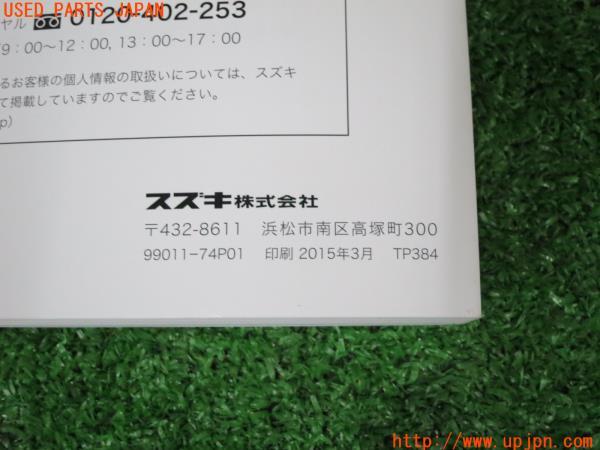 USED PARTS JAPAN
ヤル 0120-402-253
9：00〜12：00, 13：00〜17：00
るお客様の個人情報の取扱いについては、スズキ
て掲載していますのでご覧ください。
p)
スズキ株式会社
〒432-8611 浜松市南区高塚町300
99011-74P01 印刷 2015年3月 TP384
http://www.upjpn.com/